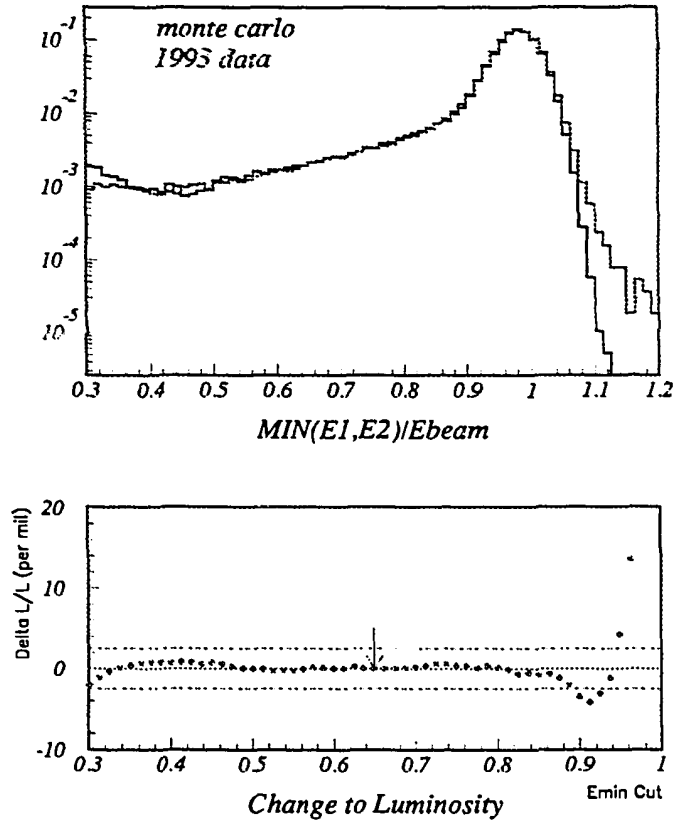 monte carlo
1993 data
10⁻¹
10⁻²
10⁻³
10⁻⁴
10⁻⁵
0.3 0.4 0.5 0.6 0.7 0.8 0.9 1 1.1 1.2
MIN(E1,E2)/Ebeam
Delta L/L (per mil)
20
10
0
-10
0.3 0.4 0.5 0.6 0.7 0.8 0.9 1
Emin Cut
Change to Luminosity